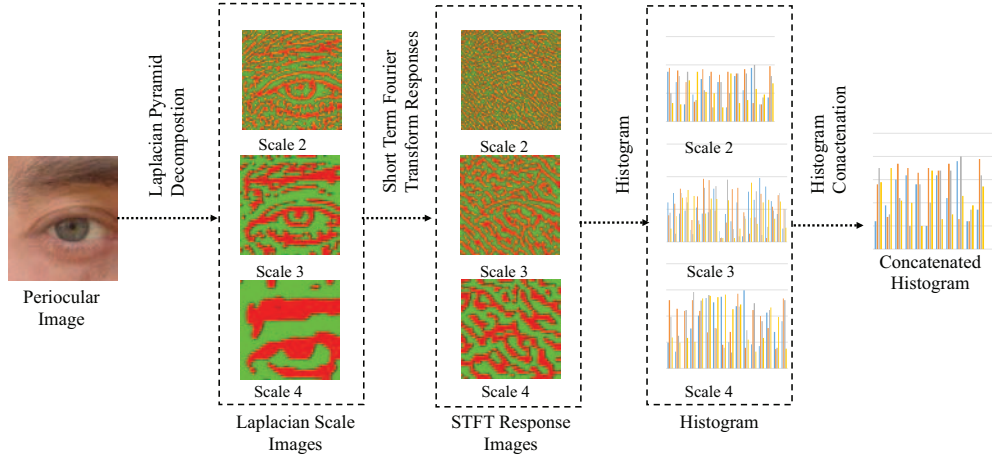 Periocular
Image
Laplacian Pyramid
Decompostion
Scale 2
Scale 3
Scale 4
Laplacian Scale
Images
Short Term Fourier
Transform Responses
Scale 2
Scale 3
Scale 4
STFT Response
Images
Histogram
Scale 2
Scale 3
Scale 4
Histogram
Histogram
Conactenation
Concatenated
Histogram